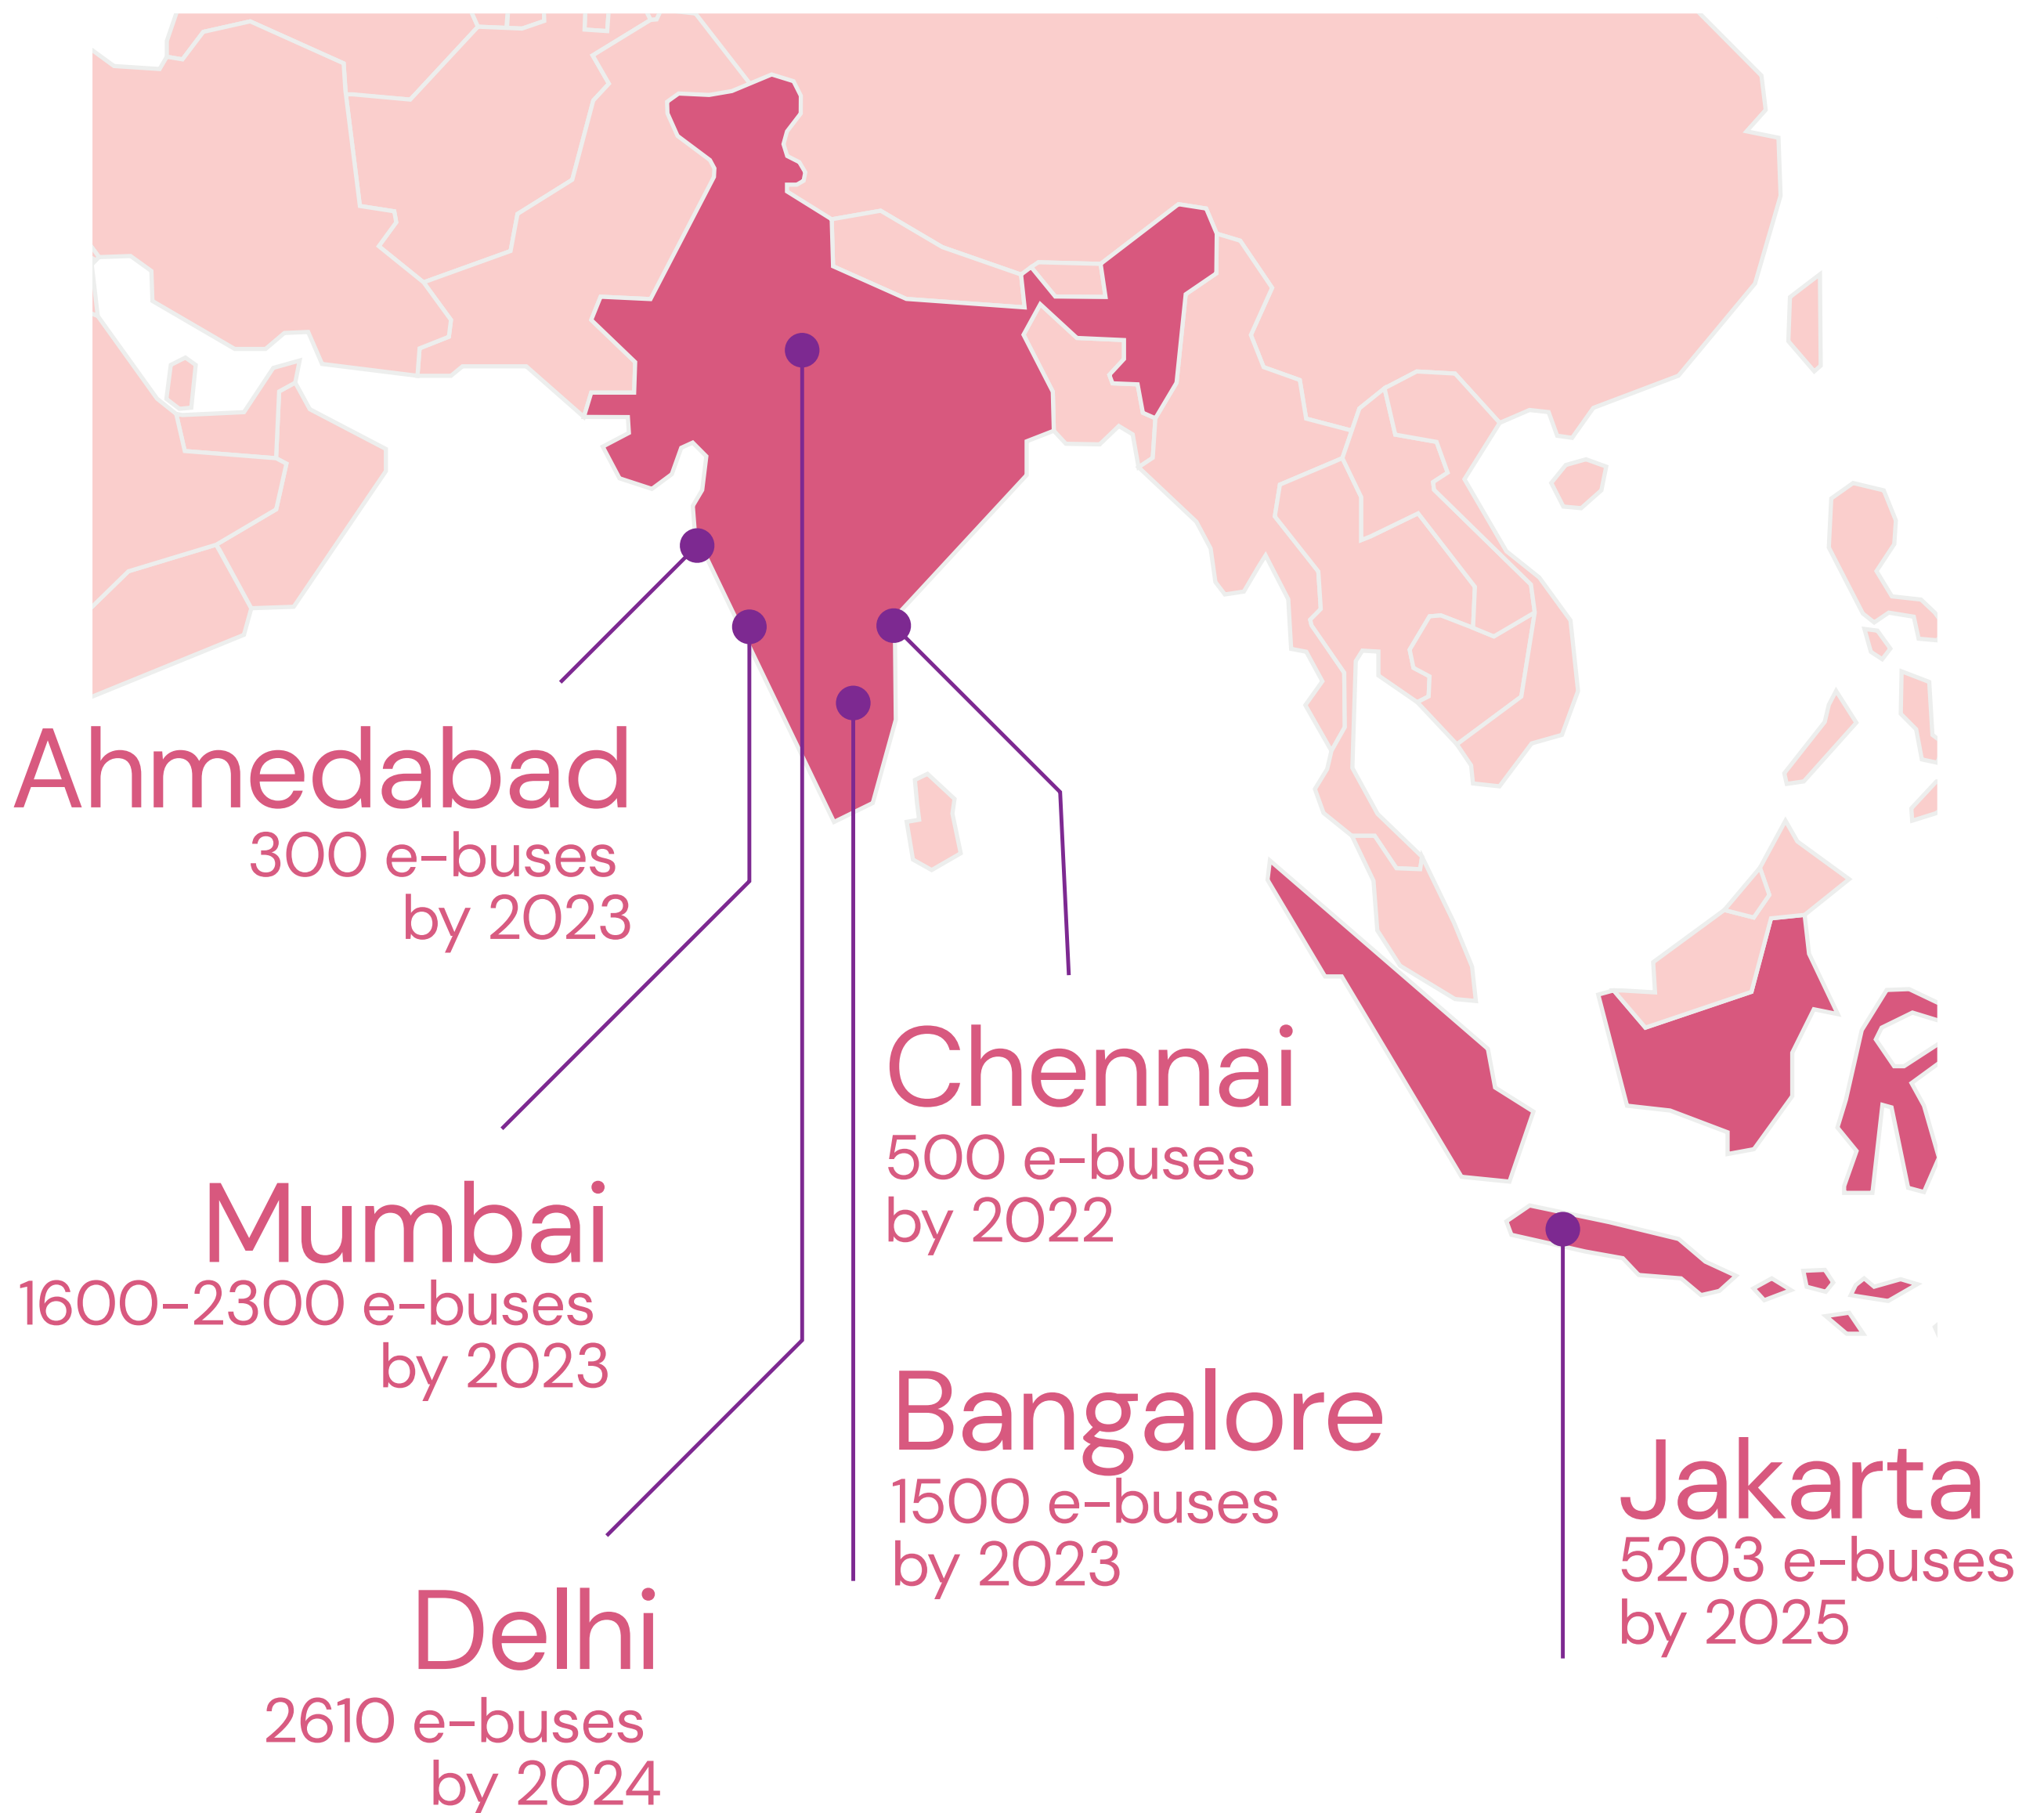 Ahmedabad
300 e-buses
by 2023
Mumbai
1600–2300 e-buses
by 2023
Delhi
2610 e-buses
by 2024
Chennai
500 e-buses
by 2022
Bangalore
1500 e-buses
by 2023
Jakarta
5203 e-buses
by 2025